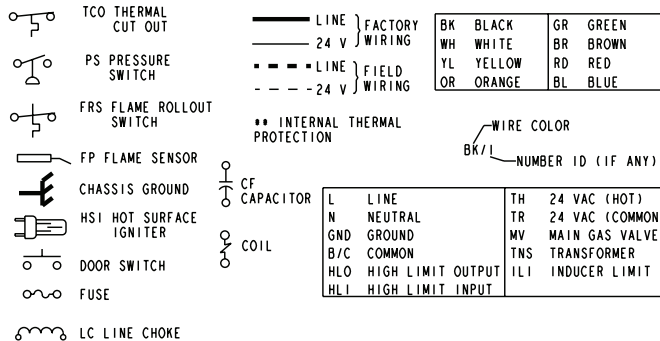 TCO THERMAL
CUT OUT
PS PRESSURE
SWITCH
FRS FLAME ROLLOUT
SWITCH
FP FLAME SENSOR
CHASSIS GROUND
HSI HOT SURFACE
IGNITER
DOOR SWITCH
FUSE
LC LINE CHOKE
CF
CAPACITOR
COIL
LINE
24 V
FACTORY
WIRING
LINE
24 V
FIELD
WIRING
** INTERNAL THERMAL
PROTECTION
BK BLACK GR GREEN
WH WHITE BR BROWN
YL YELLOW RD RED
OR ORANGE BL BLUE
WIRE COLOR
BK/1
NUMBER ID (IF ANY)
L LINE TH 24 VAC (HOT)
N NEUTRAL TR 24 VAC (COMMON
GND GROUND MV MAIN GAS VALVE
B/C COMMON TNS TRANSFORMER
HLO HIGH LIMIT OUTPUT ILI INDUCER LIMIT
HLI HIGH LIMIT INPUT